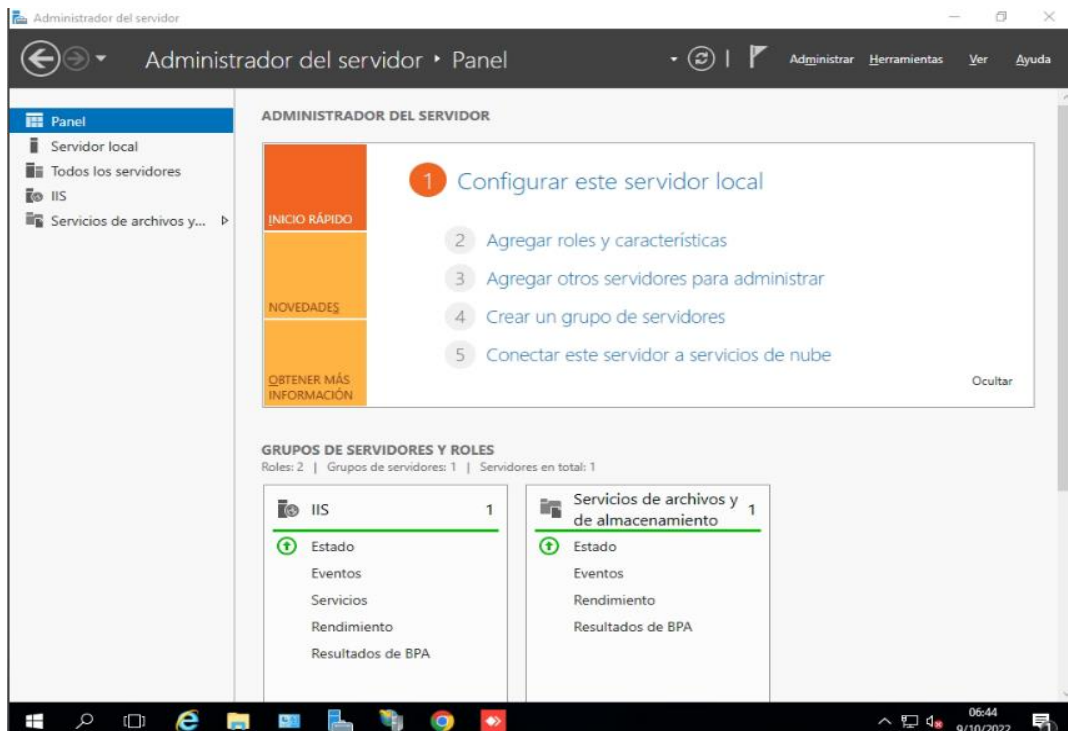 Administrador del servidor
Administrador del servidor ‣ Panel
Administrar Herramientas Ver Ayuda
Panel
Servidor local
Todos los servidores
IIS
Servicios de archivos y...
ADMINISTRADOR DEL SERVIDOR
INICIO RÁPIDO
NOVEDADES
OBTENER MÁS
INFORMACIÓN
1 Configurar este servidor local
2 Agregar roles y características
3 Agregar otros servidores para administrar
4 Crear un grupo de servidores
5 Conectar este servidor a servicios de nube
Ocultar
GRUPOS DE SERVIDORES Y ROLES
Roles: 2 | Grupos de servidores: 1 | Servidores en total: 1
IIS 1
Estado
Eventos
Servicios
Rendimiento
Resultados de BPA
Servicios de archivos y
de almacenamiento 1
Estado
Eventos
Rendimiento
Resultados de BPA
06:44
9/10/2022